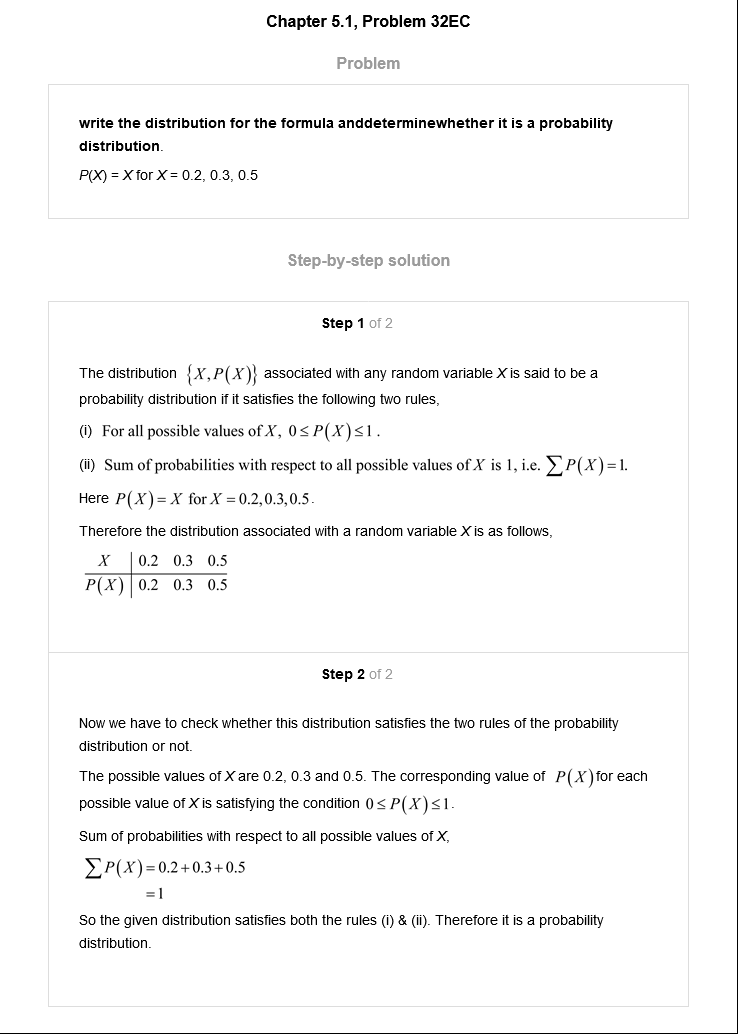 Chapter 5.1, Problem 32EC
Problem
write the distribution for the formula anddeterminewhether it is a probability
distribution.
P(X) = X for X = 0.2, 0.3, 0.5
Step-by-step solution
Step 1 of 2
The distribution {X, P(X)} associated with any random variable X is said to be a
probability distribution if it satisfies the following two rules,
(i) For all possible values of X, 0 ≤ P(X) ≤ 1.
(ii) Sum of probabilities with respect to all possible values of X is 1, i.e. ∑P(X) = 1.
Here P(X) = X for X = 0.2, 0.3, 0.5.
Therefore the distribution associated with a random variable X is as follows,
X 0.2 0.3 0.5
P(X) 0.2 0.3 0.5
Step 2 of 2
Now we have to check whether this distribution satisfies the two rules of the probability
distribution or not.
The possible values of X are 0.2, 0.3 and 0.5. The corresponding value of P(X) for each
possible value of X is satisfying the condition 0 ≤ P(X) ≤ 1.
Sum of probabilities with respect to all possible values of X,
∑P(X) = 0.2 + 0.3 + 0.5
= 1
So the given distribution satisfies both the rules (i) & (ii). Therefore it is a probability
distribution.